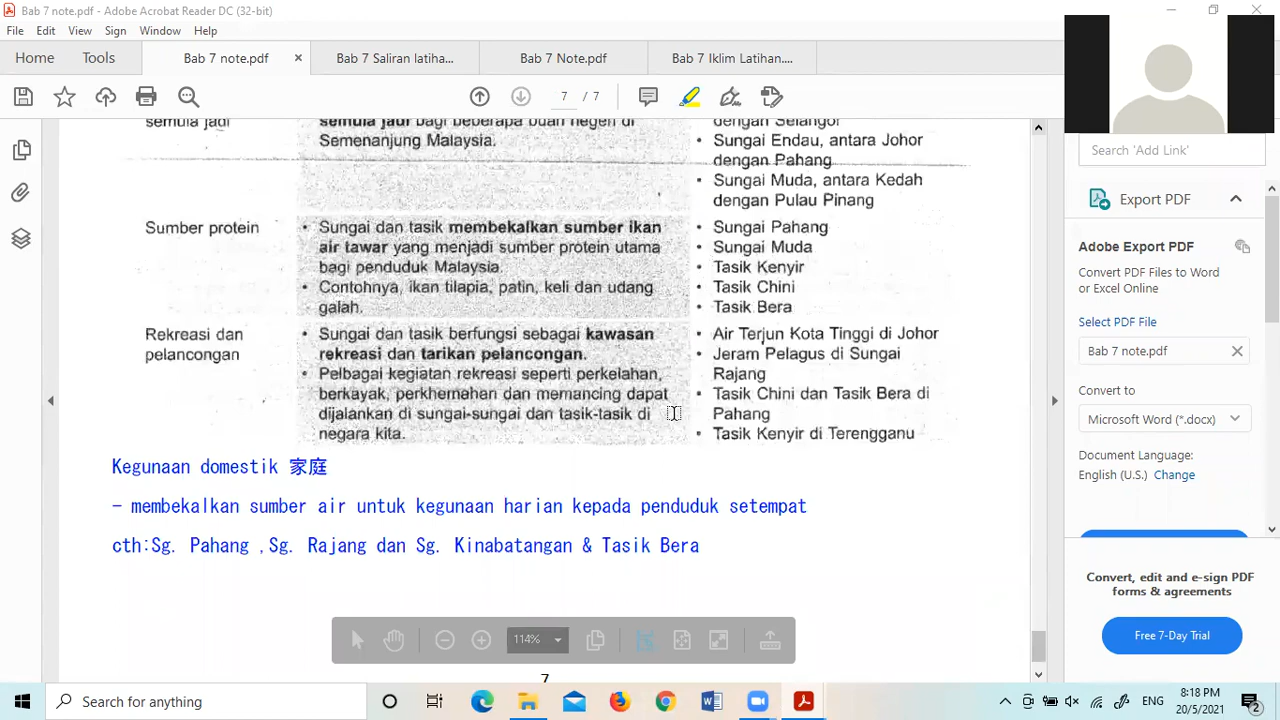 Bab 7 note.pdf - Adobe Acrobat Reader DC (32-bit)
File Edit View Sign Window Help
Home Tools Bab 7 note.pdf × Bab 7 Saliran latiha... Bab 7 Note.pdf Bab 7 Iklim Latihan....
7 / 7
semula jadi
semula jadi bagi beberapa buah negeri di
Semenanjung Malaysia.
dengan Selangor
Sungai Endau, antara Johor
dengan Pahang
Sungai Muda, antara Kedah
dengan Pulau Pinang
Sumber protein
• Sungai dan tasik membekalkan sumber ikan
air tawar yang menjadi sumber protein utama
bagi penduduk Malaysia.
• Contohnya, ikan tilapia, patin, keli dan udang
galah.
• Sungai Pahang
• Sungai Muda
• Tasik Kenyir
• Tasik Chini
• Tasik Bera
Rekreasi dan
pelancongan
• Sungai dan tasik berfungsi sebagai kawasan
rekreasi dan tarikan pelancongan.
• Pelbagai kegiatan rekreasi seperti perkelahan,
berkayak, perkhemahan dan memancing dapat
dijalankan di sungai-sungai dan tasik-tasik di
negara kita.
• Air Terjun Kota Tinggi di Johor
• Jeram Pelagus di Sungai
Rajang
• Tasik Chini dan Tasik Bera di
Pahang
• Tasik Kenyir di Terengganu
Kegunaan domestik 家庭
- membekalkan sumber air untuk kegunaan harian kepada penduduk setempat
cth:Sg. Pahang ,Sg. Rajang dan Sg. Kinabatangan & Tasik Bera
7
114%
Search 'Add Link'
Export PDF
Adobe Export PDF
Convert PDF Files to Word
or Excel Online
Select PDF File
Bab 7 note.pdf
Convert to
Microsoft Word (*.docx)
Document Language:
English (U.S.) Change
Convert, edit and e-sign PDF
forms & agreements
Free 7-Day Trial
Search for anything
ENG
8:18 PM
20/5/2021
2